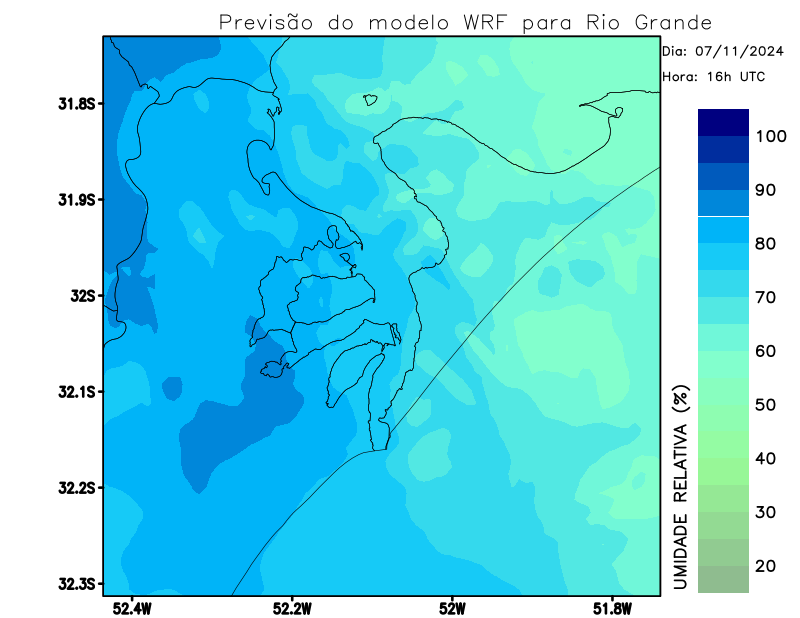 Previsão do modelo WRF para Rio Grande
Dia: 07/11/2024
Hora: 16h UTC
31.8S
31.9S
32S
32.1S
32.2S
32.3S
52.4W
52.2W
52W
51.8W
100
90
80
70
60
50
40
30
20
UMIDADE RELATIVA (%)